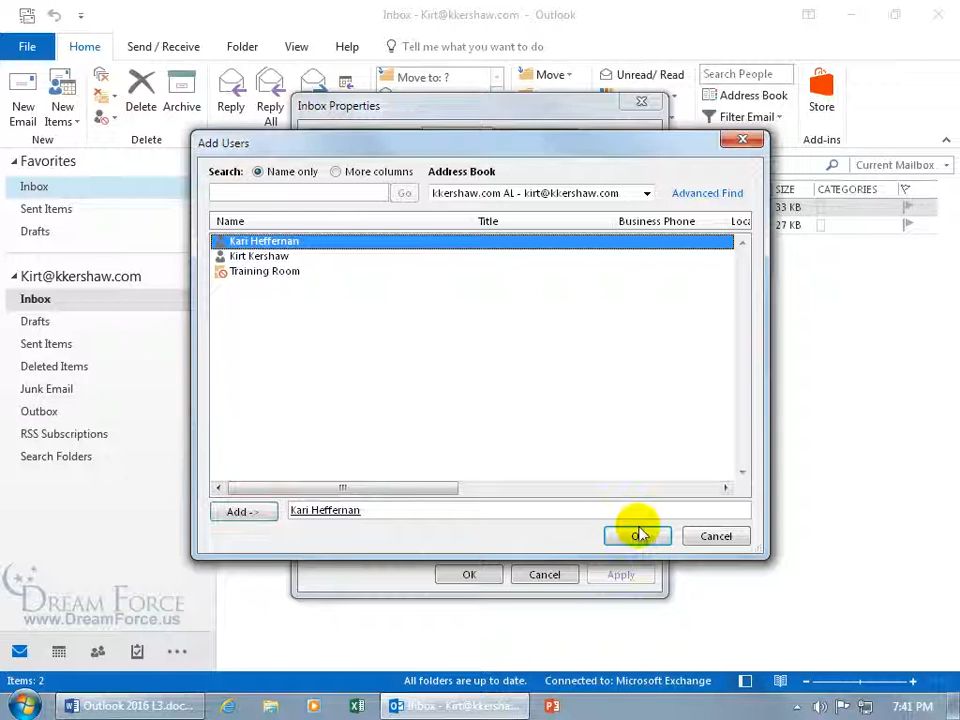 Inbox - Kirt@kkershaw.com - Outlook
File Home Send / Receive Folder View Help Tell me what you want to do
New Email
New Items
Delete
Archive
Reply
Reply All
Move to: ?
Move
Unread/ Read
Search People
Address Book
Filter Email
Store
New
Delete
Add-ins
Inbox Properties
Favorites
Inbox
Sent Items
Drafts
Kirt@kkershaw.com
Inbox
Drafts
Sent Items
Deleted Items
Junk Email
Outbox
RSS Subscriptions
Search Folders
Current Mailbox
SIZE CATEGORIES
33 KB
27 KB
Add Users
Search: Name only More columns Address Book
Go kkershaw.com AL - kirt@kkershaw.com Advanced Find
Name Title Business Phone Loca
Kari Heffernan
Kirt Kershaw
Training Room
Add -> Kari Heffernan
Cancel
OK Cancel Apply
DREAM FORCE
www.DreamForce.us
Items: 2 All folders are up to date. Connected to: Microsoft Exchange
Outlook 2016 L3.doc...
Inbox - Kirt@kkersha...
7:41 PM